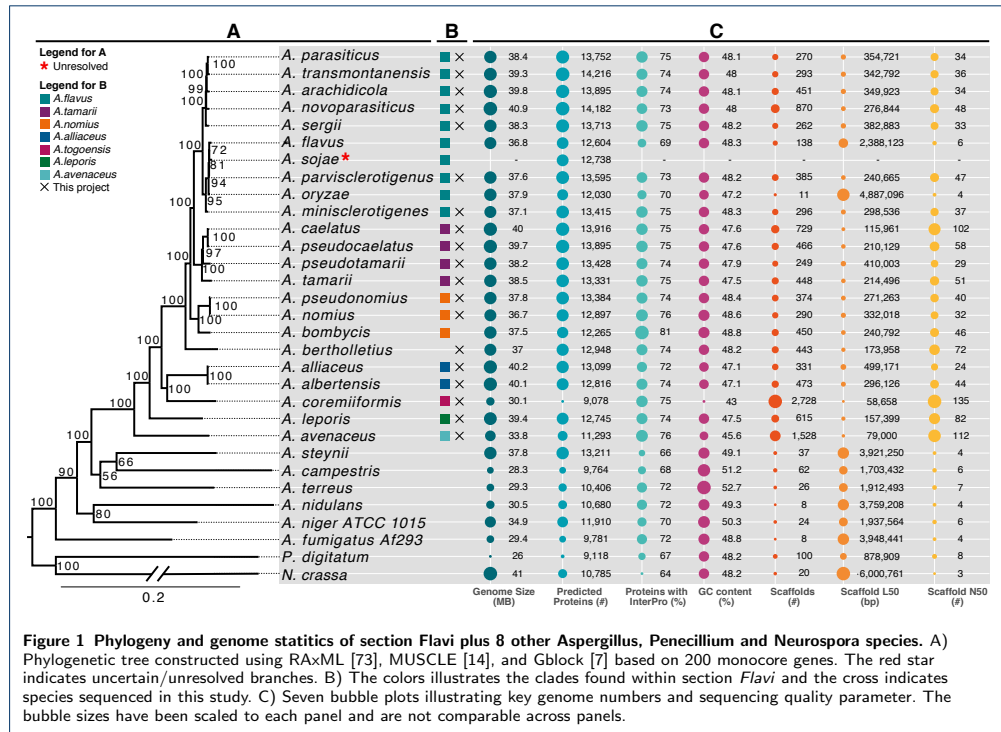 A B C
Legend for A
* Unresolved
Legend for B
A.flavus
A.tamarii
A.nomius
A.alliaceus
A.togoensis
A.leporis
A.avenaceus
× This project
100
A. parasiticus × 38.4 13,752 75 48.1 270 354,721 34
100
A. transmontanensis × 39.3 14,216 75 48 293 342,792 36
99
A. arachidicola × 39.8 13,895 74 48.1 451 349,923 34
A. novoparasiticus × 40.9 14,182 73 48 870 276,844 48
A. sergii × 38.3 13,713 75 48.2 262 382,883 33
100
A. flavus 36.8 12,604 69 48.3 138 2,388,123 6
72
A. sojae * - 12,738 - - - - -
81
A. parvisclerotigenus × 37.6 13,595 73 48.2 385 240,665 47
94
A. oryzae 37.9 12,030 70 47.2 11 4,887,096 4
95
A. minisclerotigenes × 37.1 13,415 75 48.3 296 298,536 37
100
A. caelatus × 40 13,916 75 47.6 729 115,961 102
100
A. pseudocaelatus × 39.7 13,895 75 47.6 466 210,129 58
97
A. pseudotamarii × 38.2 13,428 75 47.9 249 410,003 29
100
100
A. tamarii × 38.5 13,331 75 47.5 448 214,496 51
100
A. pseudonomius × 37.8 13,384 75 48.4 374 271,263 40
100
A. nomius × 36.7 12,897 76 48.6 290 332,018 32
100
A. bombycis 37.5 12,265 81 48.8 450 240,792 46
100
A. bertholletius × 37 12,948 74 48.2 443 173,958 72
A. alliaceus × 40.2 13,099 72 47.1 331 499,171 24
100
A. albertensis × 40.1 12,816 74 47.1 473 296,126 44
100
A. coremiiformis × 30.1 9,078 75 43 2,728 58,658 135
A. leporis × 39.4 12,745 74 47.5 615 157,399 82
A. avenaceus × 33.8 11,293 76 45.6 1,528 79,000 112
100
A. steynii 37.8 13,211 66 49.1 37 3,921,250 4
66
A. campestris 28.3 9,764 68 51.2 62 1,703,432 6
90
56
A. terreus 29.3 10,406 72 52.7 26 1,912,493 7
A. nidulans 30.5 10,680 72 49.3 8 3,759,208 4
100
80
A. niger ATCC 1015 34.9 11,910 70 50.3 24 1,937,564 6
A. fumigatus Af293 29.4 9,781 72 48.8 8 3,948,441 4
P. digitatum 26 9,118 67 48.2 100 878,909 8
100
N. crassa 41 10,785 64 48.2 20 -6,000,761 3
0.2
Genome Size Predicted Proteins with GC content Scaffolds Scaffold L50 Scaffold N50
(MB) Proteins (#) InterPro (%) (%) (#) (bp) (#)
Figure 1 Phylogeny and genome statitics of section Flavi plus 8 other Aspergillus, Penecillium and Neurospora species. A)
Phylogenetic tree constructed using RAxML [73], MUSCLE [14], and Gblock [7] based on 200 monocore genes. The red star
indicates uncertain/unresolved branches. B) The colors illustrates the clades found within section Flavi and the cross indicates
species sequenced in this study. C) Seven bubble plots illustrating key genome numbers and sequencing quality parameter. The
bubble sizes have been scaled to each panel and are not comparable across panels.